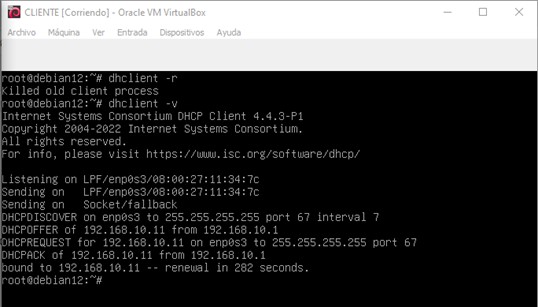 CLIENTE [Corriendo] - Oracle VM VirtualBox
Archivo Máquina Ver Entrada Dispositivos Ayuda
root@debian12:~# dhclient -r
Killed old client process
root@debian12:~# dhclient -v
Internet Systems Consortium DHCP Client 4.4.3-P1
Copyright 2004-2022 Internet Systems Consortium.
All rights reserved.
For info, please visit https://www.isc.org/software/dhcp/
Listening on LPF/enp0s3/08:00:27:11:34:7c
Sending on   LPF/enp0s3/08:00:27:11:34:7c
Sending on   Socket/fallback
DHCPDISCOVER on enp0s3 to 255.255.255.255 port 67 interval 7
DHCPOFFER of 192.168.10.11 from 192.168.10.1
DHCPREQUEST for 192.168.10.11 on enp0s3 to 255.255.255.255 port 67
DHCPACK of 192.168.10.11 from 192.168.10.1
bound to 192.168.10.11 -- renewal in 282 seconds.
root@debian12:~#